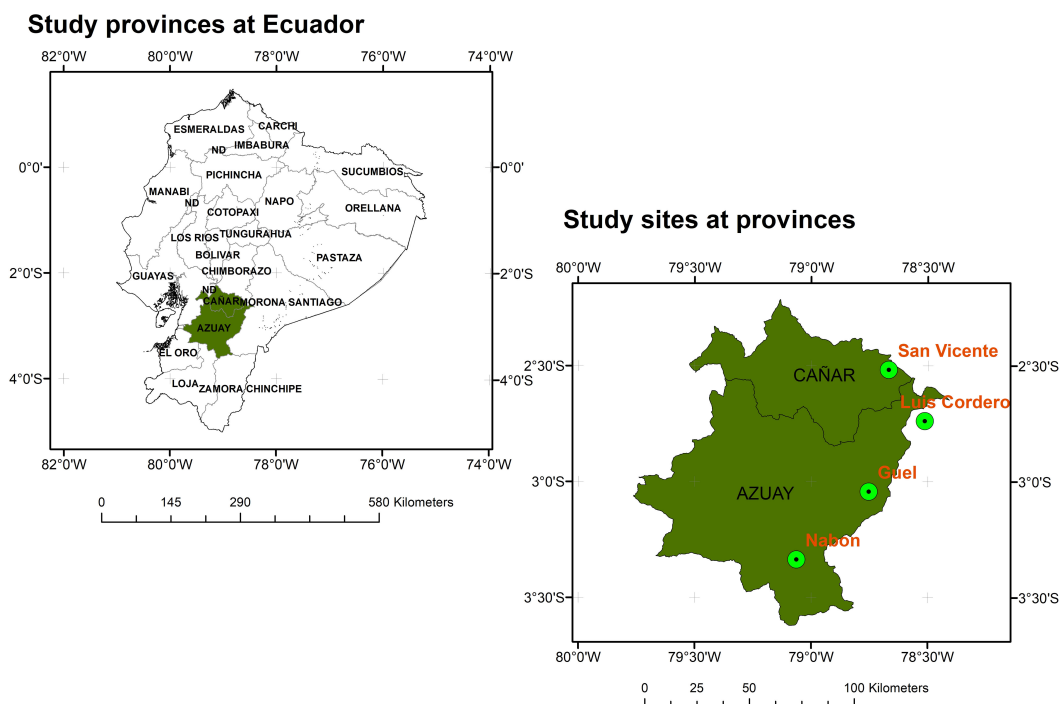 Study provinces at Ecuador
82°0'W 80°0'W 78°0'W 76°0'W 74°0'W
ESMERALDAS
CARCHI
ND
IMBABURA
0°0'
0°0'
PICHINCHA
SUCUMBIOS
MANABI
ND
NAPO
COTOPAXI
ORELLANA
LOS RIOS
TUNGURAHUA
BOLIVAR
PASTAZA
GUAYAS
CHIMBORAZO
2°0'S
2°0'S
ND
CAÑAR
MORONA SANTIAGO
AZUAY
EL ORO
LOJA
ZAMORA CHINCHIPE
4°0'S
4°0'S
82°0'W 80°0'W 78°0'W 76°0'W 74°0'W
0 145 290 580 Kilometers
Study sites at provinces
80°0'W 79°30'W 79°0'W 78°30'W
San Vicente
2°30'S
2°30'S
CAÑAR
Luis Cordero
Guel
3°0'S
3°0'S
AZUAY
Nabon
3°30'S
3°30'S
80°0'W 79°30'W 79°0'W 78°30'W
0 25 50 100 Kilometers